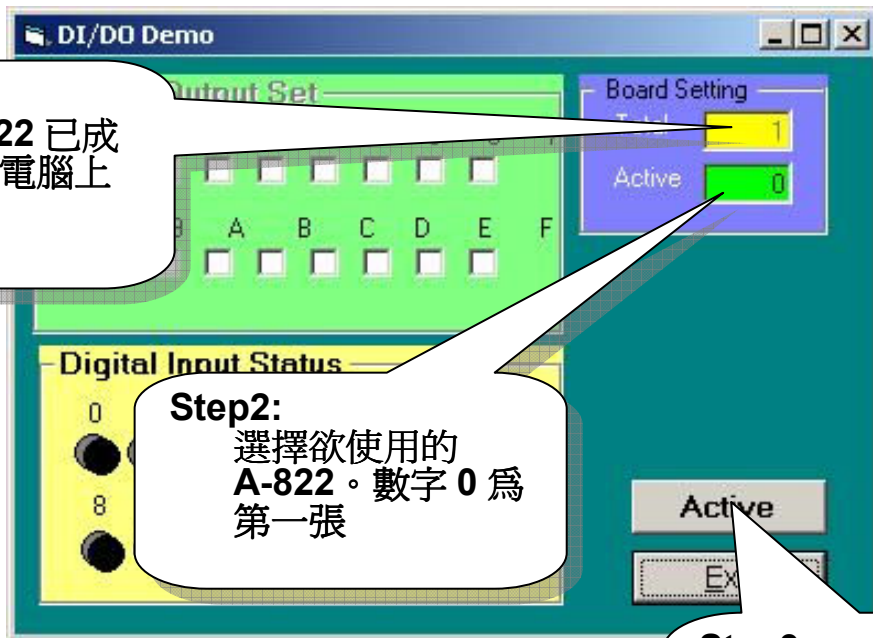 DI/DO Demo
Output Set
Board Setting
22 已成
電腦上
Total 1
Active 0
A B C D E F
Digital Input Status
0
8
Step2:
選擇欲使用的
A-822。數字 0 爲
第一張
Active